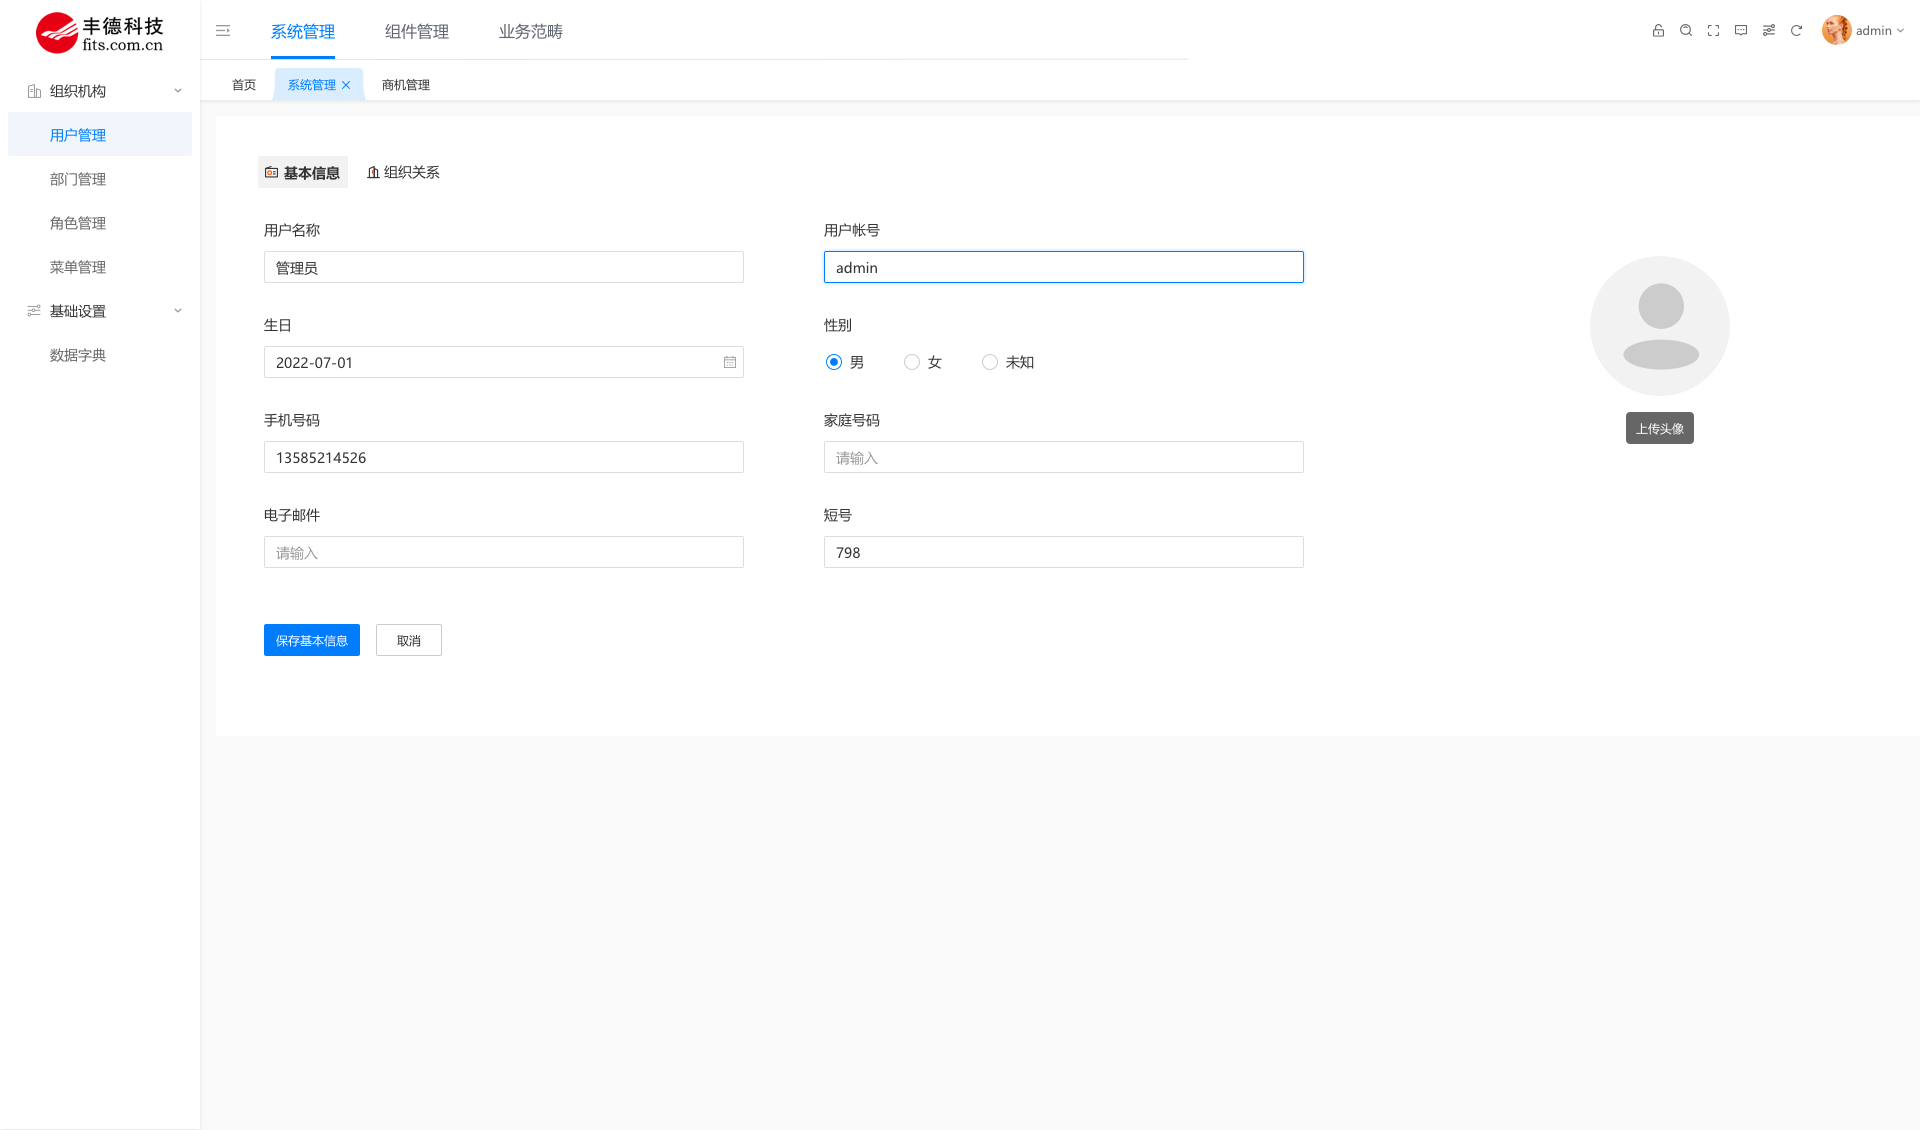 丰德科技
fits.com.cn
系统管理
组件管理
业务范畴
admin
首页
系统管理
商机管理
组织机构
用户管理
部门管理
角色管理
菜单管理
基础设置
数据字典
基本信息
组织关系
用户名称
用户帐号
管理员
admin
生日
性别
2022-07-01
男
女
未知
手机号码
家庭号码
13585214526
请输入
上传头像
电子邮件
短号
请输入
798
保存基本信息
取消